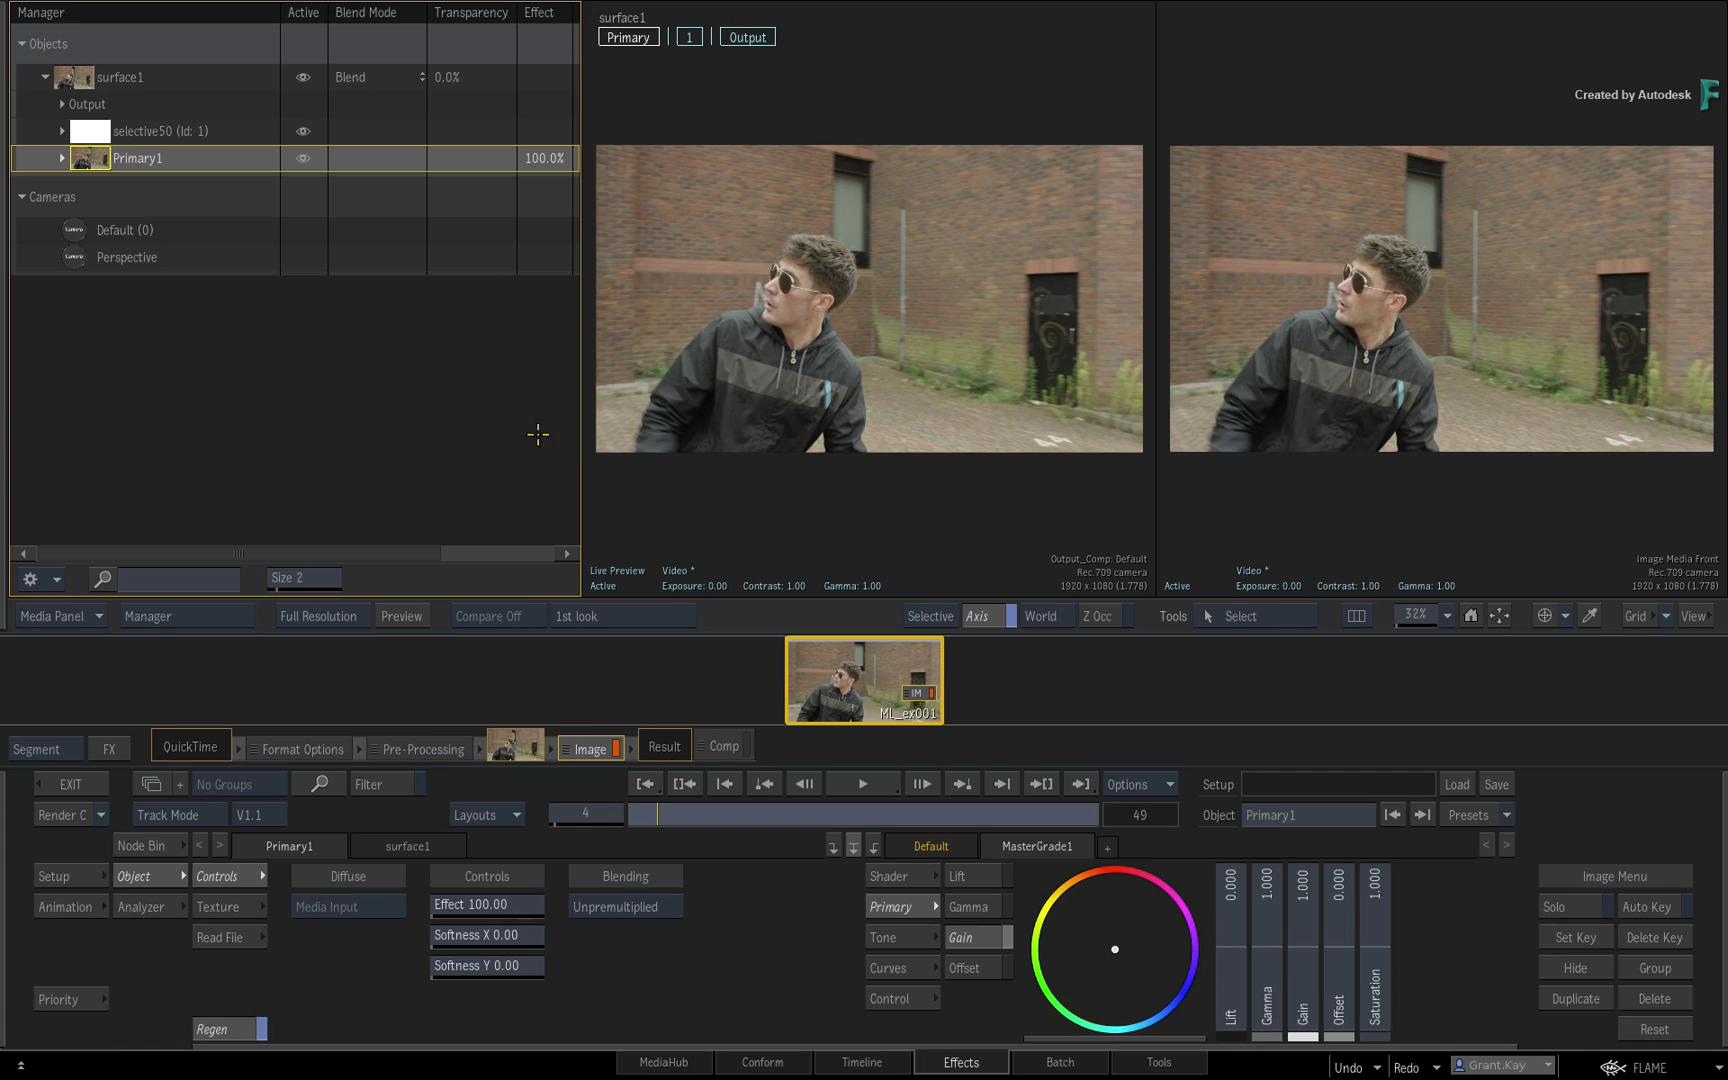 Manager Active Blend Mode Transparency Effect
Objects
surface1 Blend 0.0%
Output
selective50 (Id: 1)
Primary1 100.0%
Cameras
Default (0)
Perspective
Size 2
surface1
Primary 1 Output
Created by Autodesk
Output_Comp: Default
Live Preview Video * Rec.709 camera
Active Exposure: 0.00 Contrast: 1.00 Gamma: 1.00 1920 x 1080 (1.778)
Image Media Front
Video * Rec.709 camera
Active Exposure: 0.00 Contrast: 1.00 Gamma: 1.00 1920 x 1080 (1.778)
Media Panel Manager Full Resolution Preview Compare Off 1st look Selective Axis World Z Occ Tools Select 32% Grid View
IM
ML_ex001
Segment FX QuickTime Format Options Pre-Processing Image Result Comp
EXIT + No Groups Filter Options Setup Load Save
Render C Track Mode V1.1 Layouts 4 49 Object Primary1 Presets
Node Bin < > Primary1 surface1 Default MasterGrade1 + < >
Setup Object Controls Diffuse Controls Blending Shader Lift Image Menu
Animation Analyzer Texture Media Input Effect 100.00 Unpremultiplied Primary Gamma Solo Auto Key
Read File Softness X 0.00 Tone Gain Set Key Delete Key
Softness Y 0.00 Curves Offset Hide Group
Priority Control Duplicate Delete
Regen Reset
0.000 1.000 1.000 0.000 1.000
Lift Gamma Gain Offset Saturation
MediaHub Conform Timeline Effects Batch Tools Undo Redo Grant.Kay FLAME